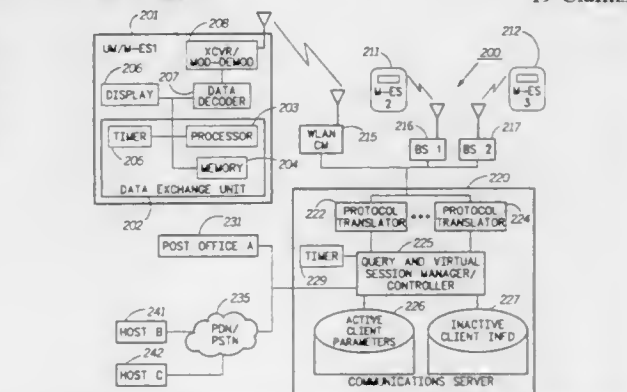 19 Claims
201
UM/M-ES1
208
XCVR/
MOD-DEMOD
206
207
DISPLAY
DATA
DECODER
203
TIMER
PROCESSOR
205
MEMORY
204
DATA EXCHANGE UNIT
202
211
M-ES
2
200
212
M-ES
3
WLAN
CM
215
216
BS 1
217
BS 2
220
222
PROTOCOL
TRANSLATOR
PROTOCOL
TRANSLATOR
224
225
TIMER
229
QUERY AND VIRTUAL
SESSION MANAGER/
CONTROLLER
226
ACTIVE
CLIENT
PARAMETERS
227
INACTIVE
CLIENT INFO
COMMUNICATIONS SERVER
231
POST OFFICE A
241
HOST B
235
PDN/
PSTN
242
HOST C